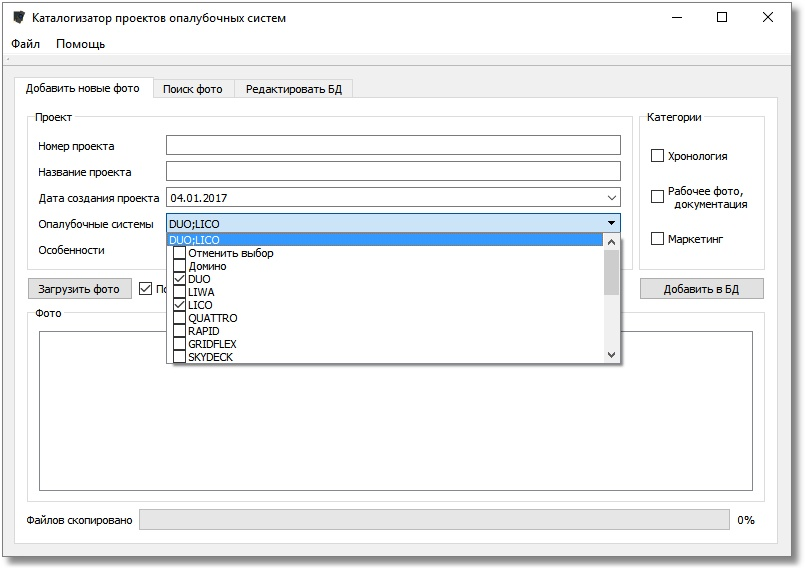 Каталогизатор проектов опалубочных систем
Файл Помощь
Добавить новые фото Поиск фото Редактировать БД
Проект
Номер проекта
Название проекта
Дата создания проекта 04.01.2017
Опалубочные системы DUO;LICO
Особенности
DUO;LICO
Отменить выбор
Домино
DUO
LIWA
LICO
QUATTRO
RAPID
GRIDFLEX
SKYDECK
Категории
Хронология
Рабочее фото,
документация
Маркетинг
Загрузить фото
Добавить в БД
Фото
Файлов скопировано 0%